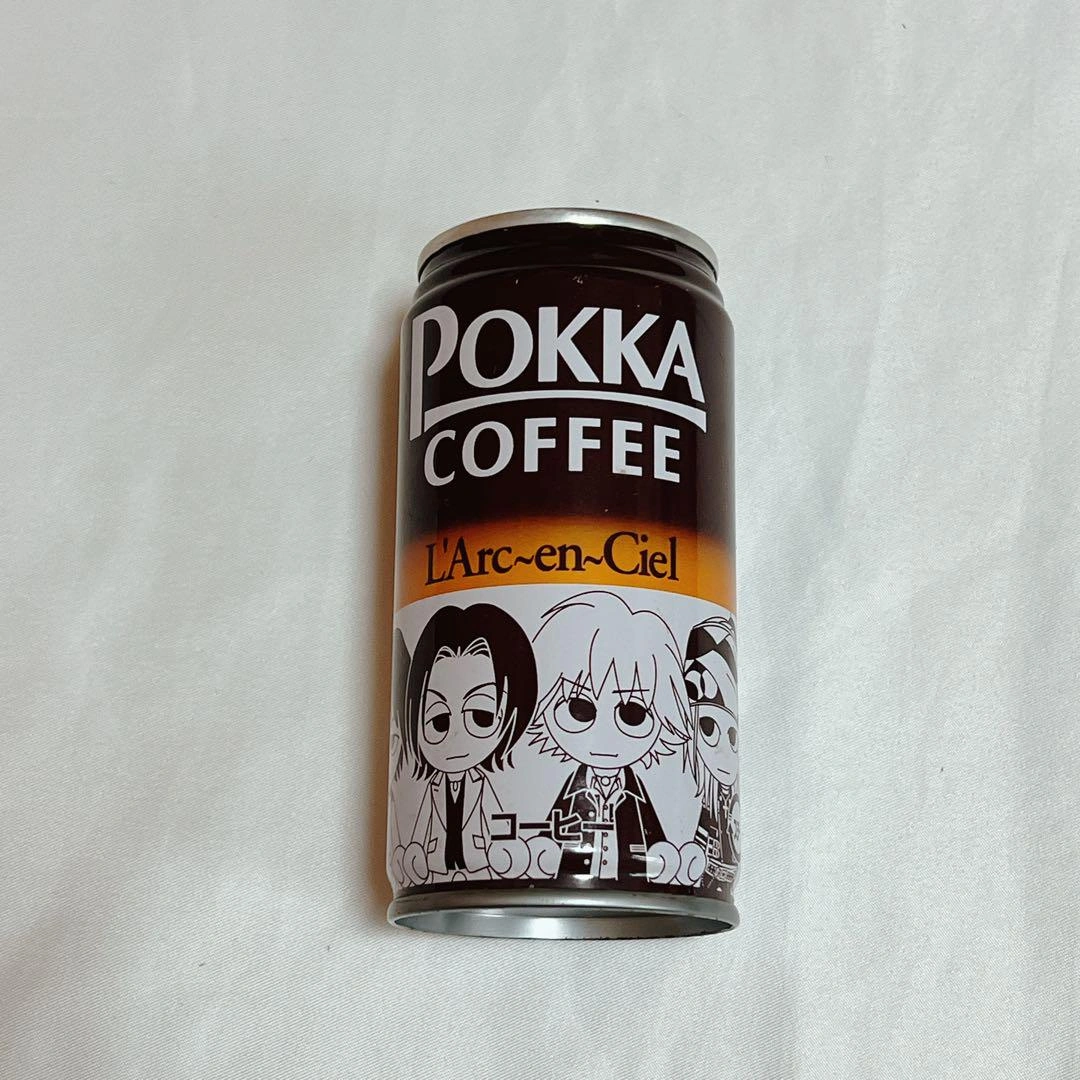 POKKA
COFFEE
L'Arc~en~Ciel
コーヒー